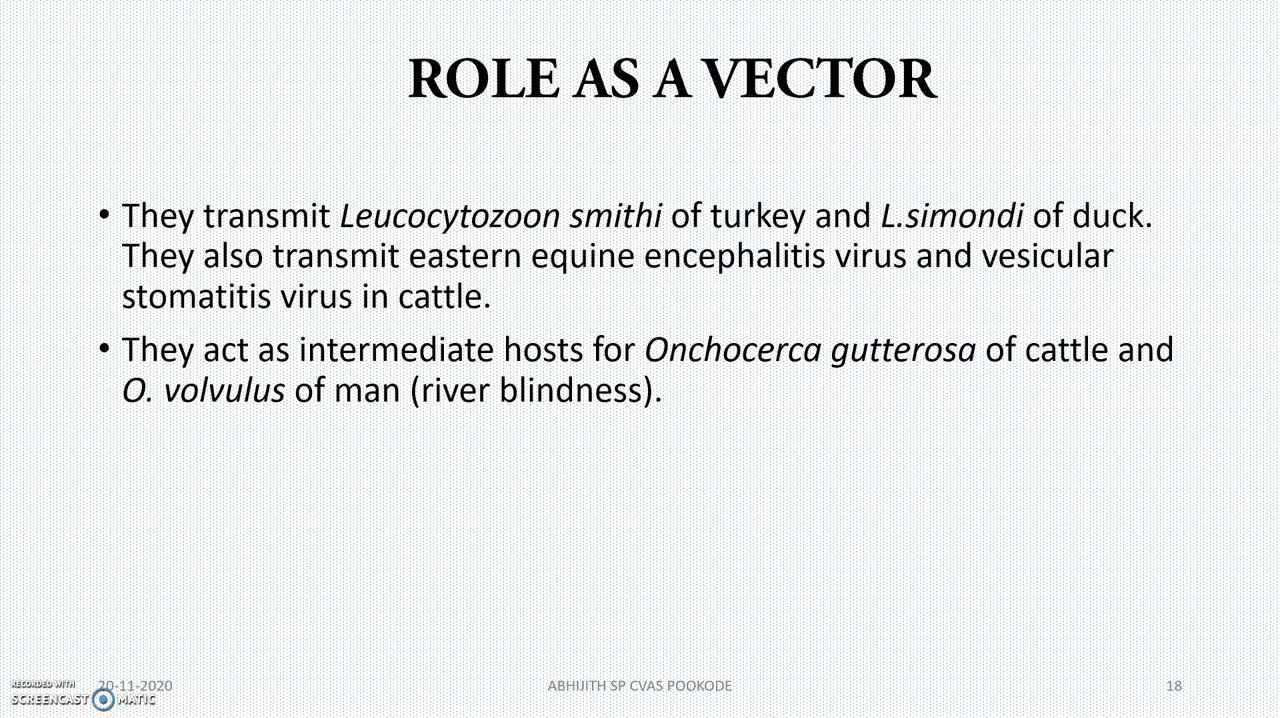 ROLE AS A VECTOR
• They transmit Leucocytozoon smithi of turkey and L.simondi of duck.
They also transmit eastern equine encephalitis virus and vesicular
stomatitis virus in cattle.
• They act as intermediate hosts for Onchocerca gutterosa of cattle and
O. volvulus of man (river blindness).
RECORDED WITH
SCREENCAST MATIC
20-11-2020
ABHIJITH SP CVAS POOKODE
18